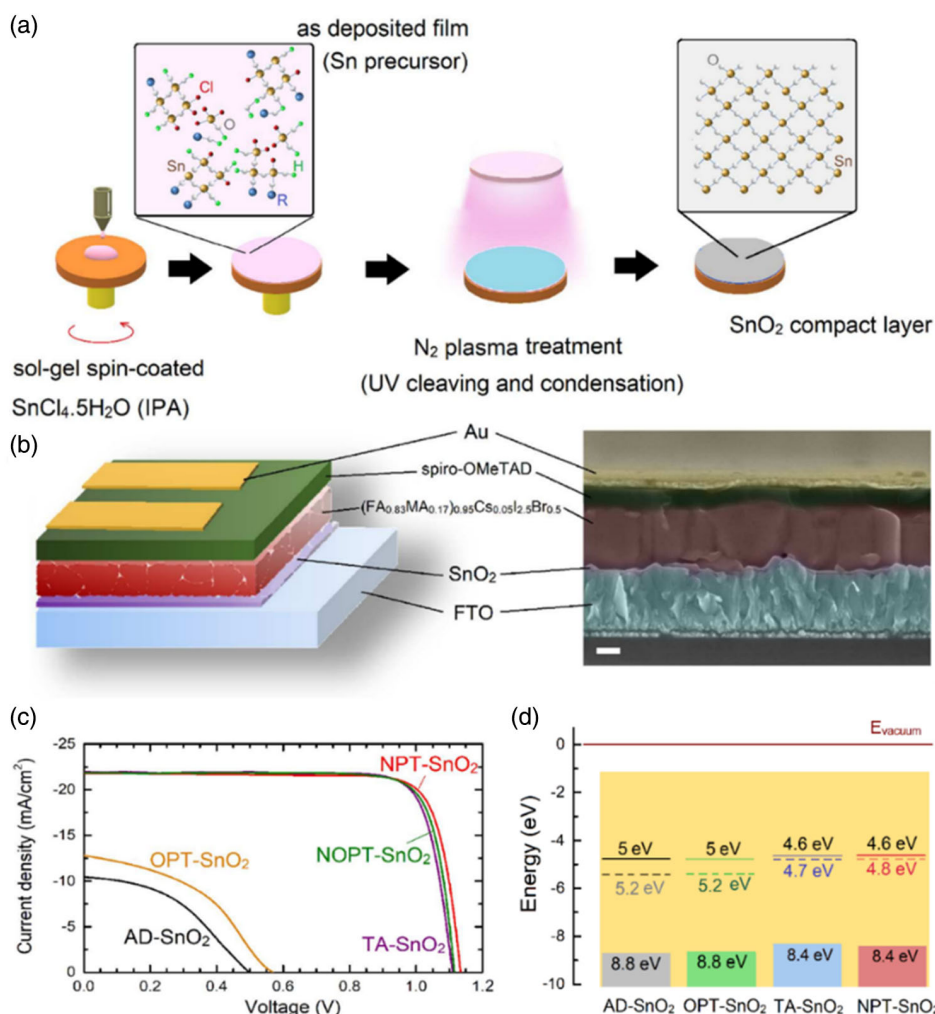 (a)
as deposited film
(Sn precursor)
Cl
O
Sn
H
R
O
Sn
sol-gel spin-coated
SnCl₄.5H₂O (IPA)
N₂ plasma treatment
(UV cleaving and condensation)
SnO₂ compact layer
(b)
Au
spiro-OMeTAD
(FA₀.₈₃MA₀.₁₇)₀.₉₅Cs₀.₀₅I₂.₅Br₀.₅
SnO₂
FTO
(c)
-25
-20
-15
-10
-5
0
Current density (mA/cm²)
NPT-SnO₂
NOPT-SnO₂
OPT-SnO₂
AD-SnO₂
TA-SnO₂
0.0
0.2
0.4
0.6
0.8
1.0
1.2
Voltage (V)
(d)
Evacuum
0
-2
-4
-6
-8
-10
Energy (eV)
5 eV
5 eV
4.6 eV
4.6 eV
5.2 eV
5.2 eV
4.7 eV
4.8 eV
8.8 eV
8.8 eV
8.4 eV
8.4 eV
AD-SnO₂
OPT-SnO₂
TA-SnO₂
NPT-SnO₂